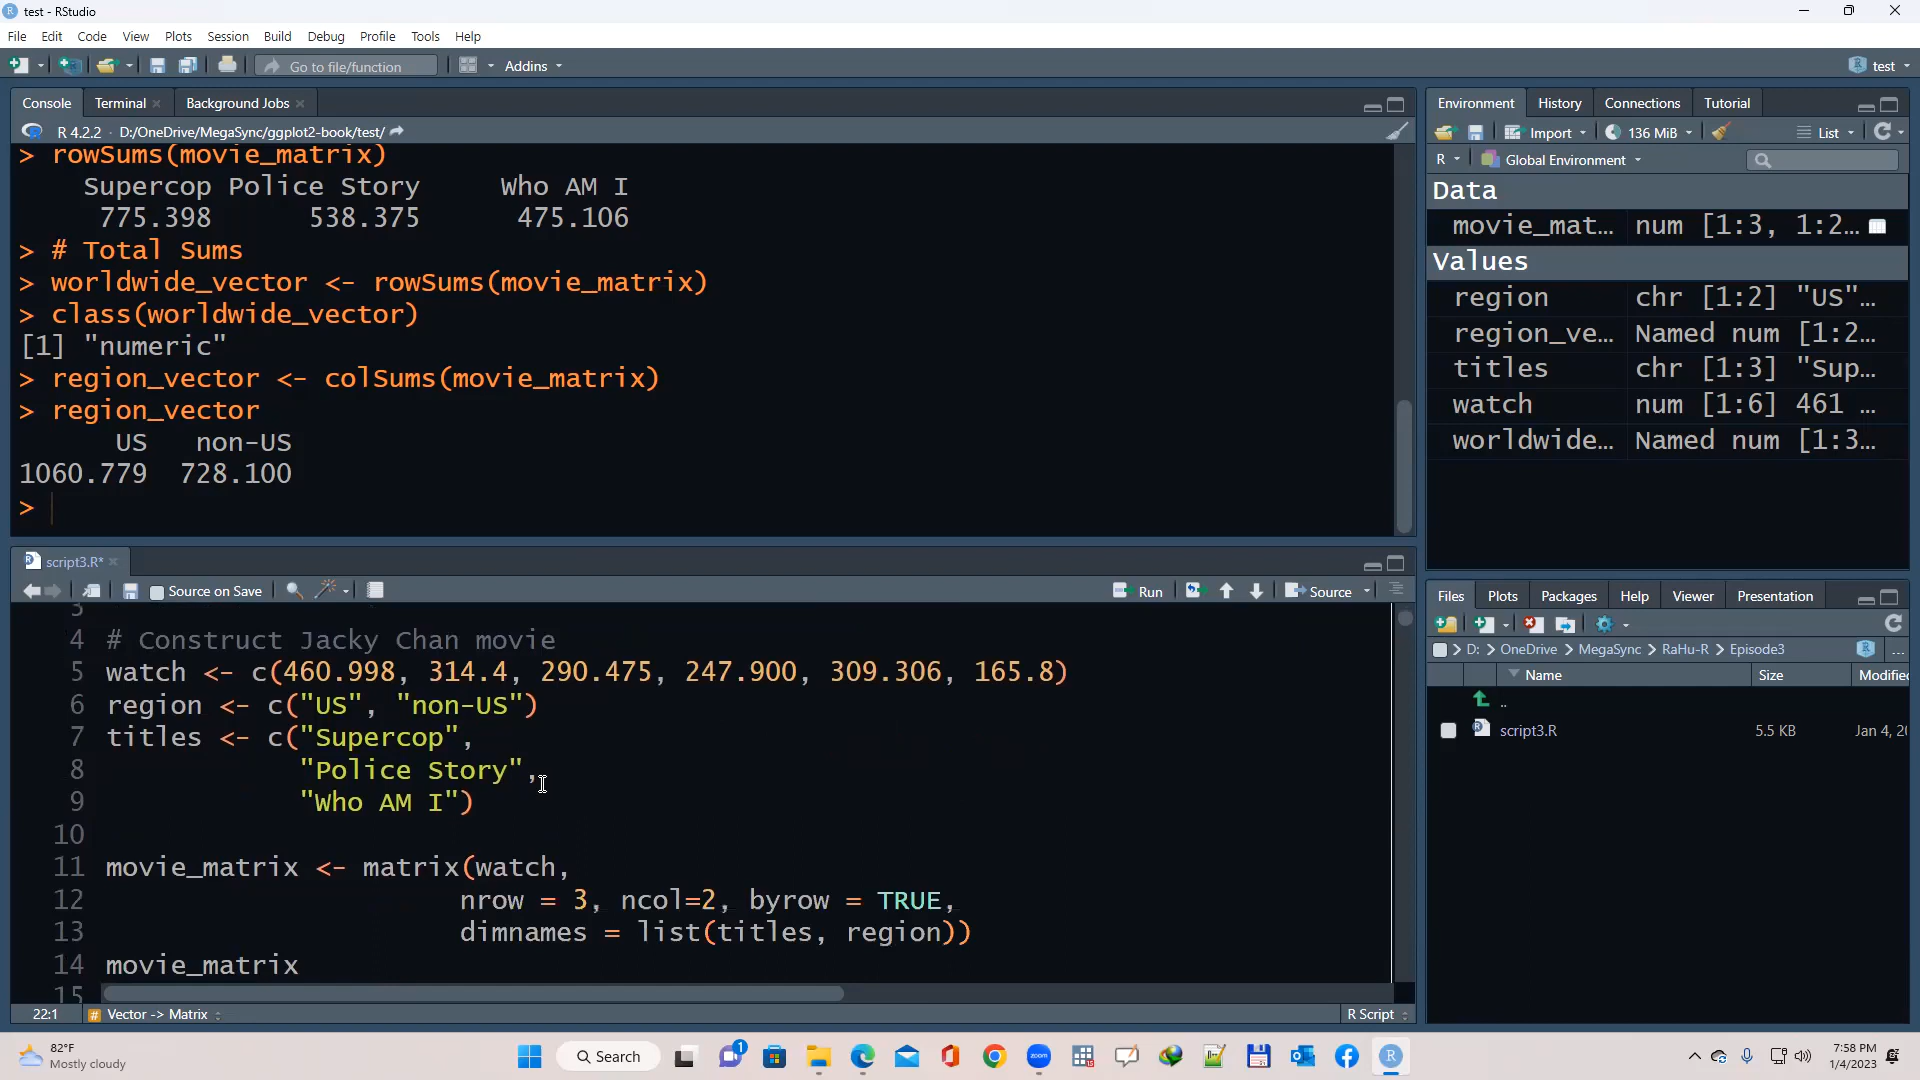 test - RStudio
File Edit Code View Plots Session Build Debug Profile Tools Help
Go to file/function Addins test
Console Terminal Background Jobs
R 4.2.2 · D:/OneDrive/MegaSync/ggplot2-book/test/
> rowSums(movie_matrix)
Supercop Police Story Who AM I
775.398 538.375 475.106
> # Total Sums
> worldwide_vector <- rowSums(movie_matrix)
> class(worldwide_vector)
[1] "numeric"
> region_vector <- colSums(movie_matrix)
> region_vector
US non-US
1060.779 728.100
>
script3.R*
Source on Save Run Source
3
4 # Construct Jacky Chan movie
5 watch <- c(460.998, 314.4, 290.475, 247.900, 309.306, 165.8)
6 region <- c("US", "non-US")
7 titles <- c("Supercop",
8 "Police Story",
9 "Who AM I")
10
11 movie_matrix <- matrix(watch,
12 nrow = 3, ncol=2, byrow = TRUE,
13 dimnames = list(titles, region))
14 movie_matrix
15
22:1 # Vector -> Matrix R Script
Environment History Connections Tutorial
Import 136 MiB List
R Global Environment
Data
movie_mat… num [1:3, 1:2…
Values
region chr [1:2] "US"…
region_ve… Named num [1:2…
titles chr [1:3] "Sup…
watch num [1:6] 461 …
worldwide… Named num [1:3…
Files Plots Packages Help Viewer Presentation
D: > OneDrive > MegaSync > RaHu-R > Episode3 ...
Name Size Modified
..
script3.R 5.5 KB Jan 4, 20
82°F
Mostly cloudy
Search
1
zoom
7:58 PM
1/4/2023